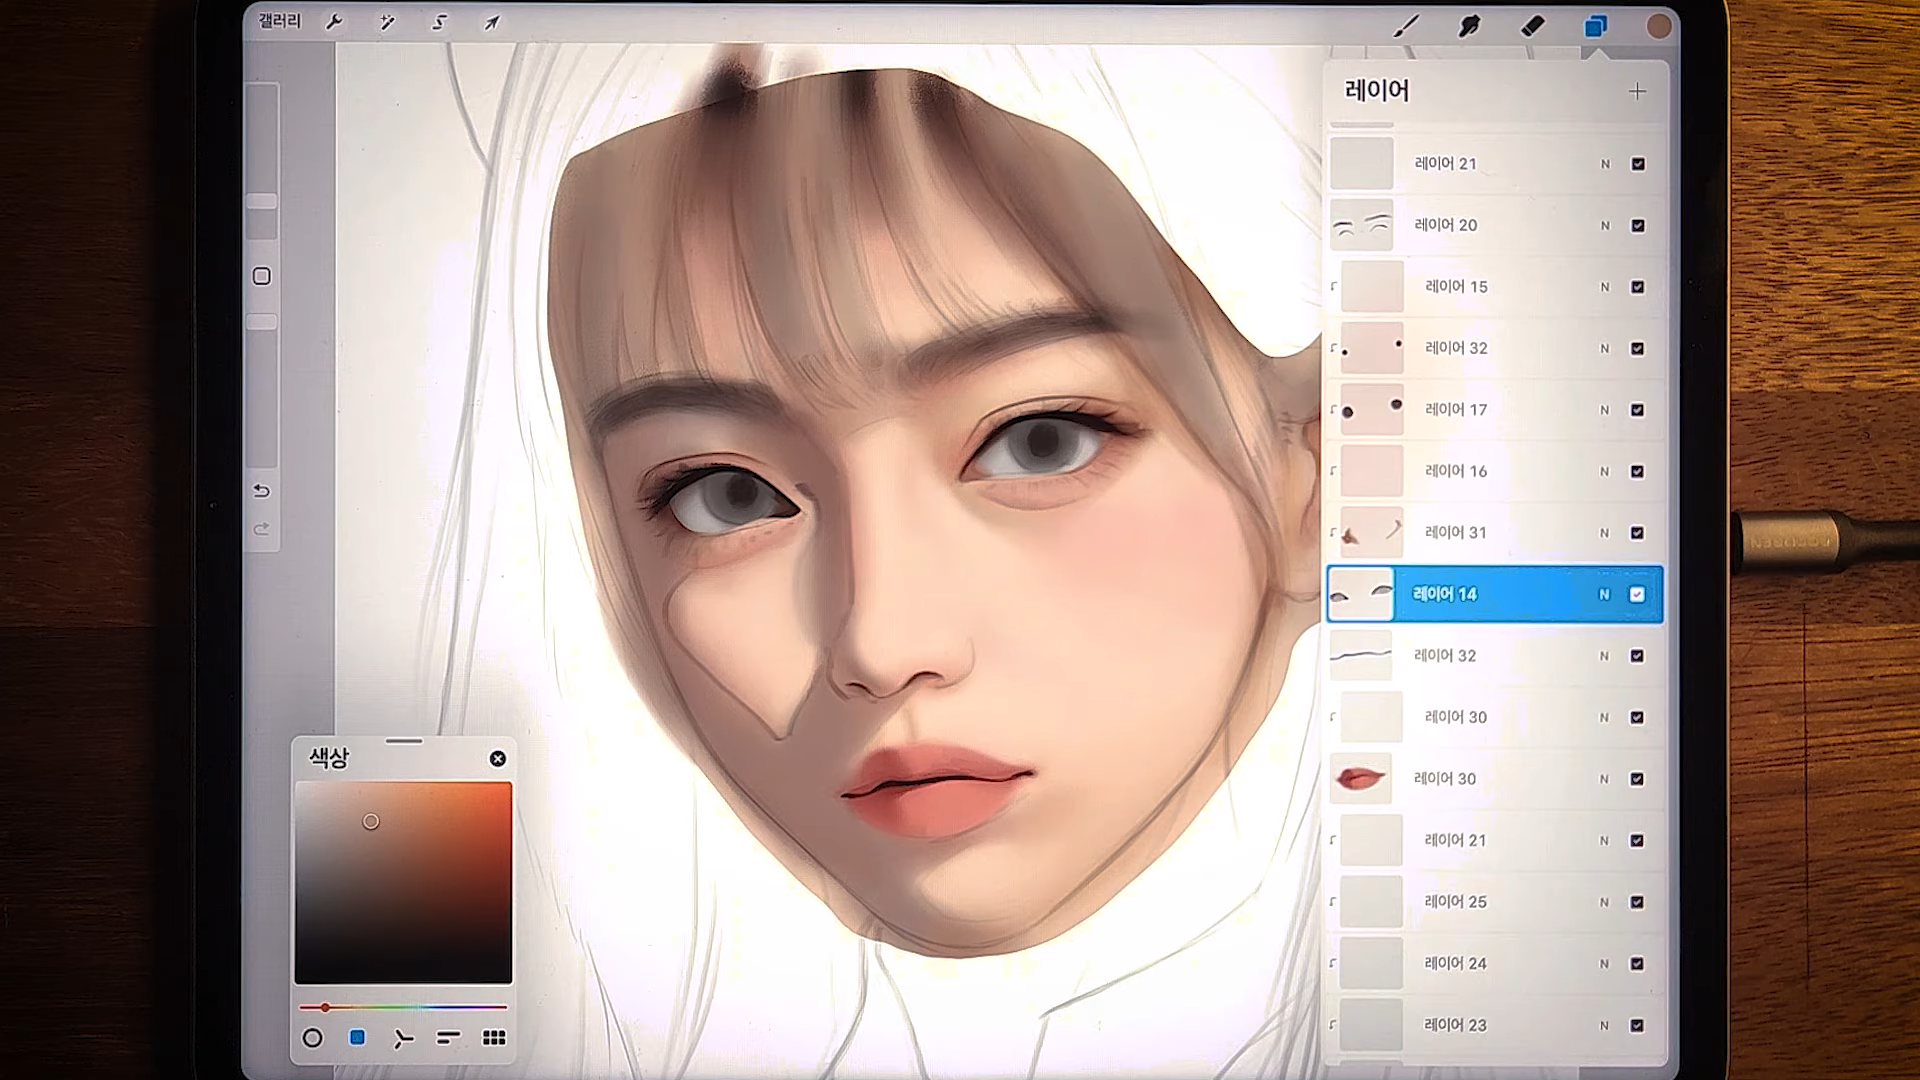 갤러리
레이어
레이어 21 N
레이어 20 N
레이어 15 N
레이어 32 N
레이어 17 N
레이어 16 N
레이어 31 N
레이어 14 N
레이어 32 N
레이어 30 N
레이어 30 N
레이어 21 N
레이어 25 N
레이어 24 N
레이어 23 N
색상